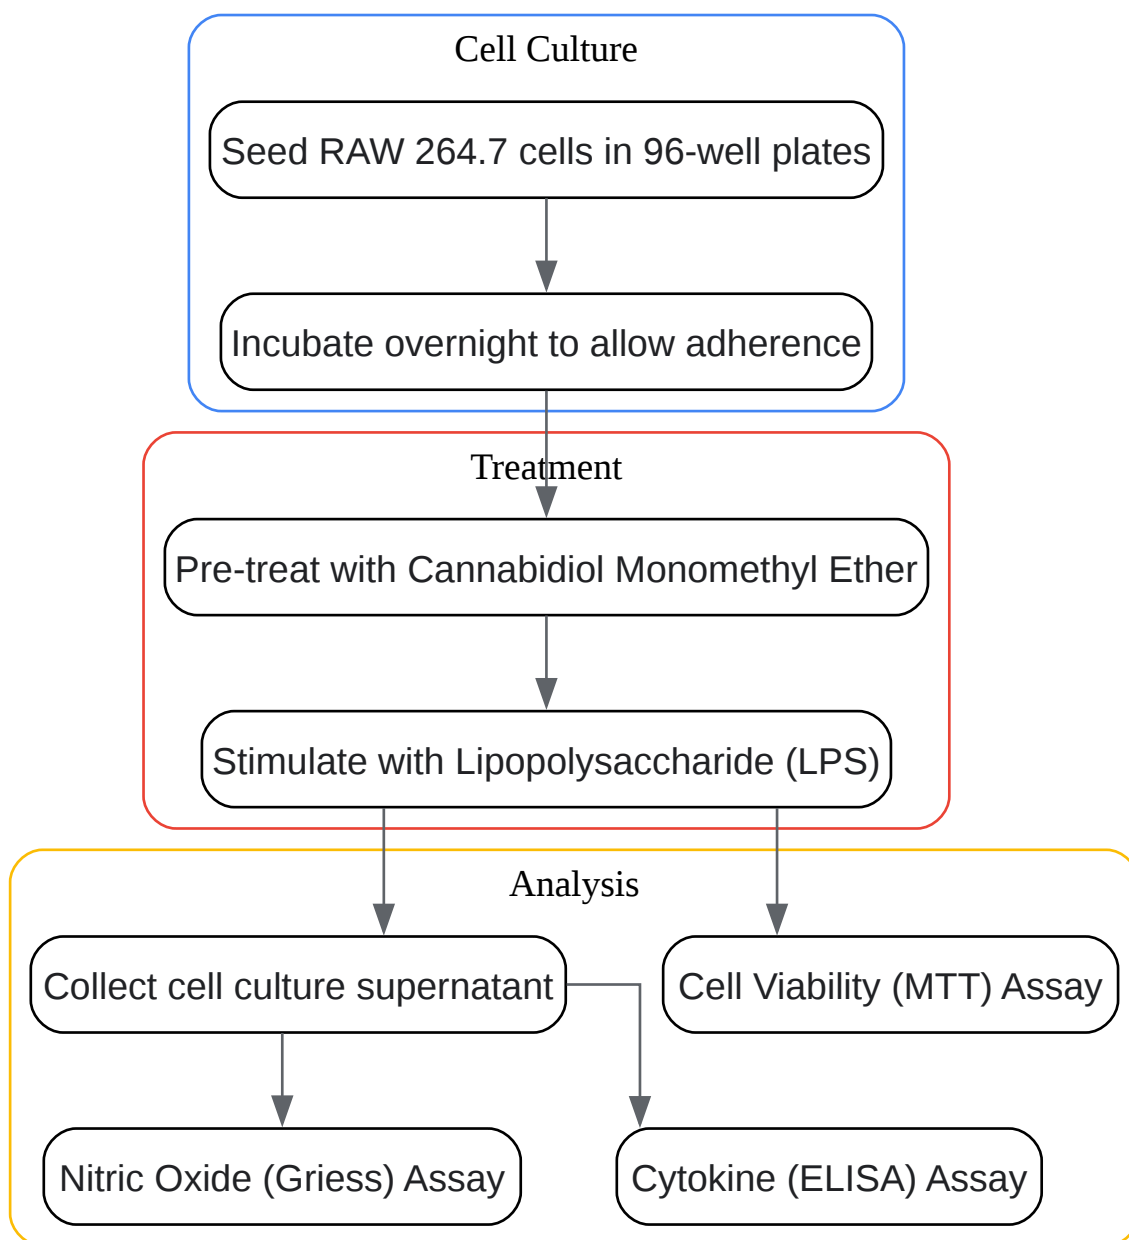 Cell Culture
Seed RAW 264.7 cells in 96-well plates
Incubate overnight to allow adherence
Treatment
Pre-treat with Cannabidiol Monomethyl Ether
Stimulate with Lipopolysaccharide (LPS)
Analysis
Collect cell culture supernatant
Cell Viability (MTT) Assay
Nitric Oxide (Griess) Assay
Cytokine (ELISA) Assay